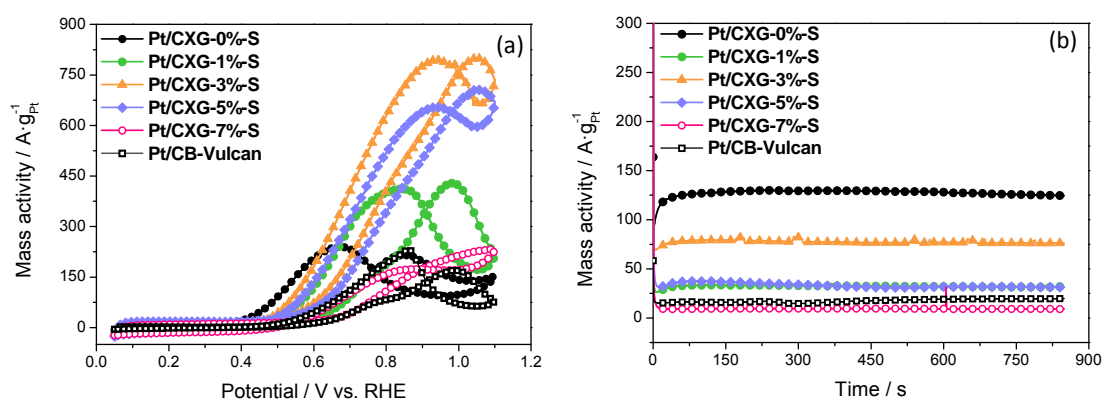 (a)
Pt/CXG-0%-S
Pt/CXG-1%-S
Pt/CXG-3%-S
Pt/CXG-5%-S
Pt/CXG-7%-S
Pt/CB-Vulcan
Mass activity / A·g⁻¹Pt
900
750
600
450
300
150
0
0.0 0.2 0.4 0.6 0.8 1.0 1.2
Potential / V vs. RHE
(b)
Pt/CXG-0%-S
Pt/CXG-1%-S
Pt/CXG-3%-S
Pt/CXG-5%-S
Pt/CXG-7%-S
Pt/CB-Vulcan
Mass activity / A·g⁻¹Pt
300
250
200
150
100
50
0
0 150 300 450 600 750 900
Time / s